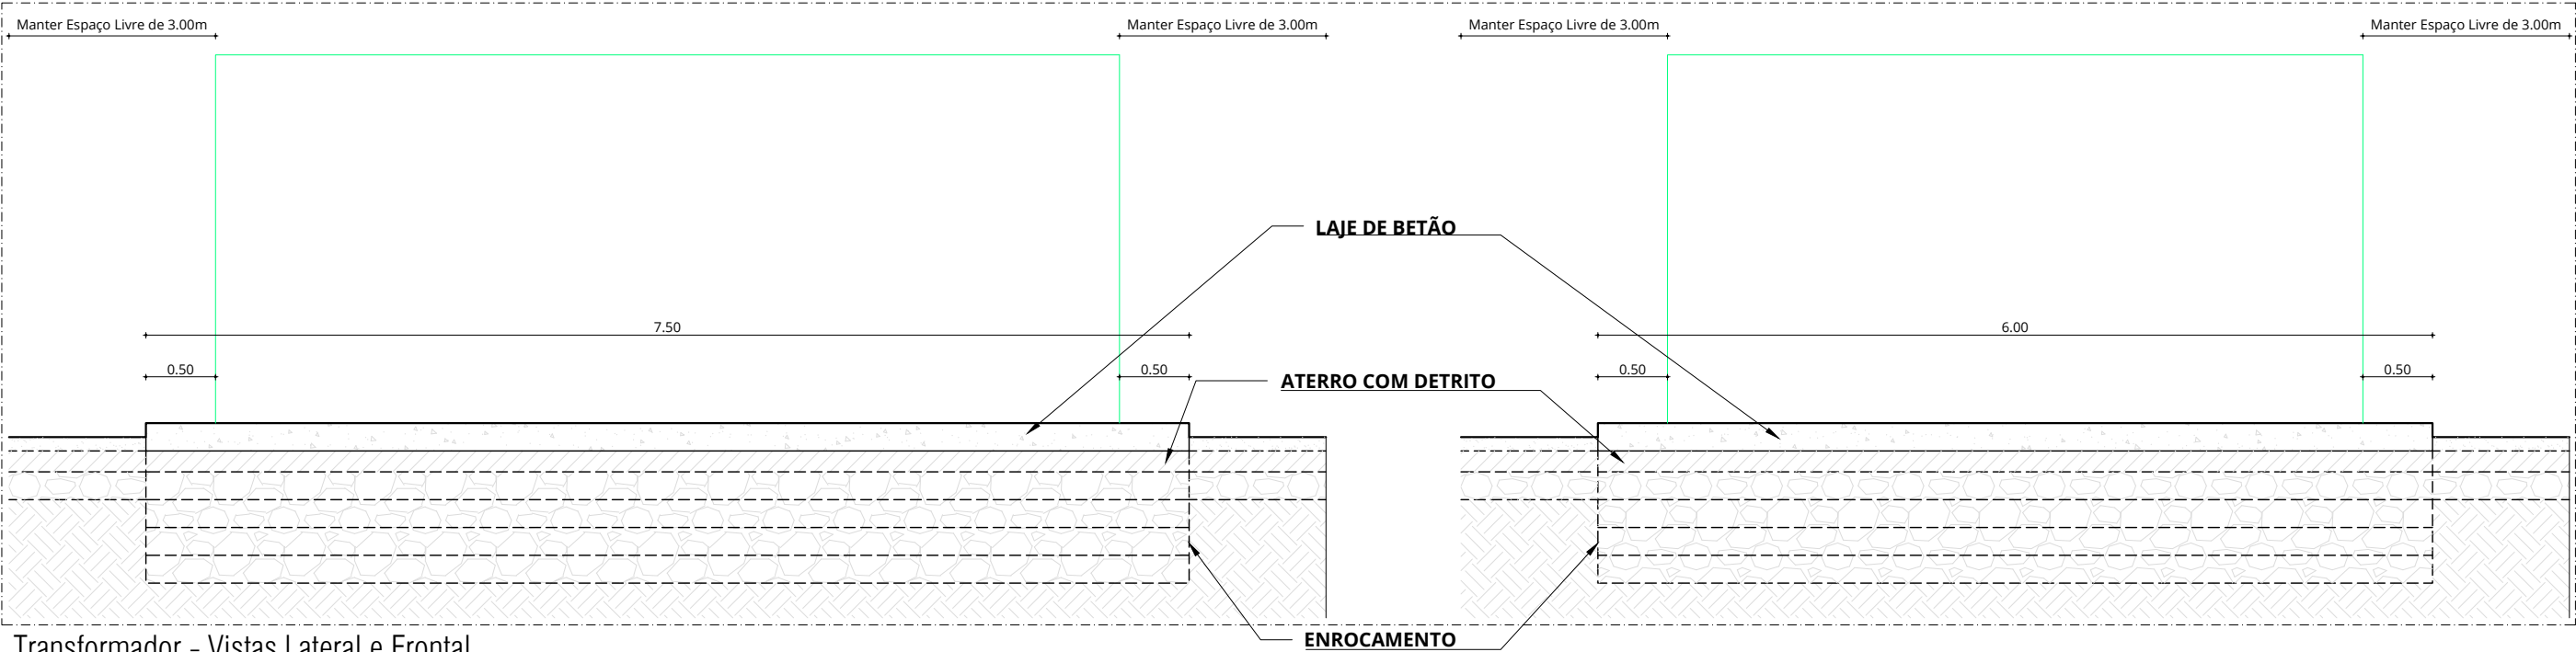 Manter Espaço Livre de 3.00m
Manter Espaço Livre de 3.00m
Manter Espaço Livre de 3.00m
Manter Espaço Livre de 3.00m
LAJE DE BETÃO
7.50
6.00
0.50
0.50
0.50
0.50
ATERRO COM DETRITO
ENROCAMENTO
Transformador - Vistas Lateral e Frontal